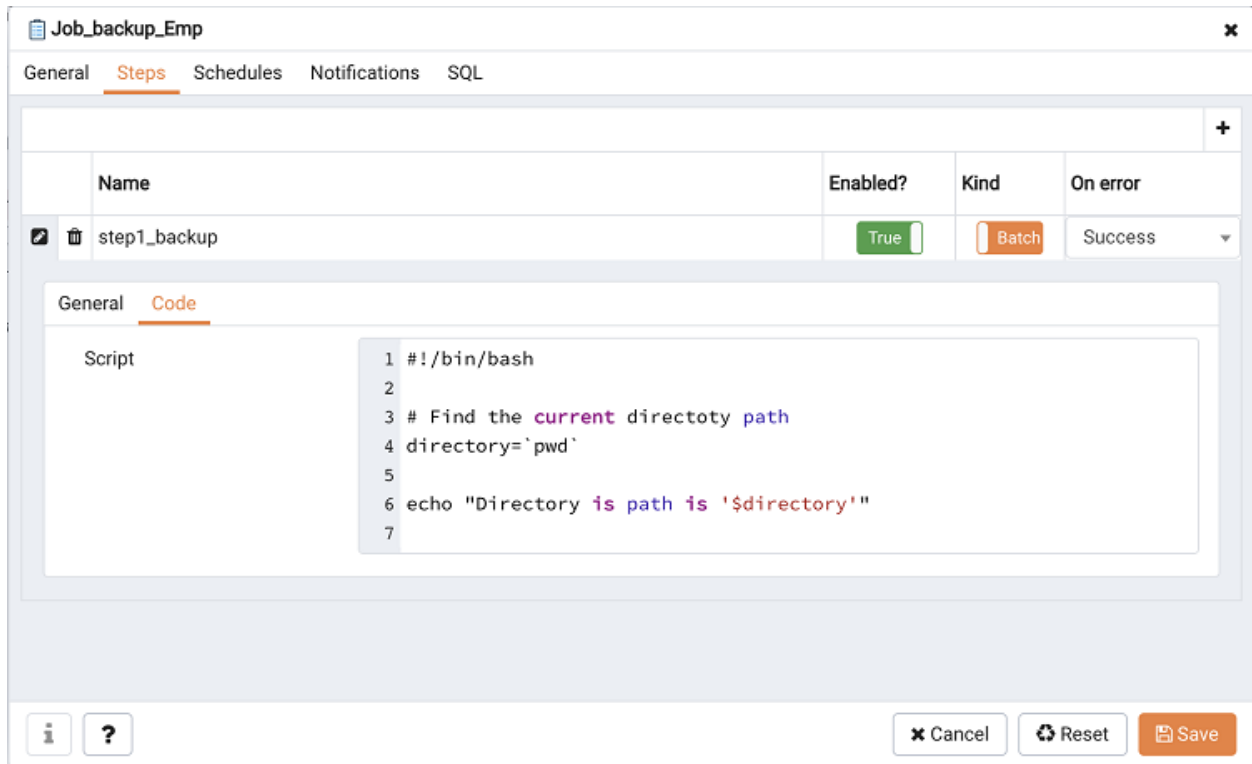 Job_backup_Emp
General Steps Schedules Notifications SQL
Name Enabled? Kind On error
step1_backup True Batch Success
General Code
Script
1 #!/bin/bash
2
3 # Find the current directoty path
4 directory=`pwd`
5
6 echo "Directory is path is '$directory'"
7
i ? Cancel Reset Save